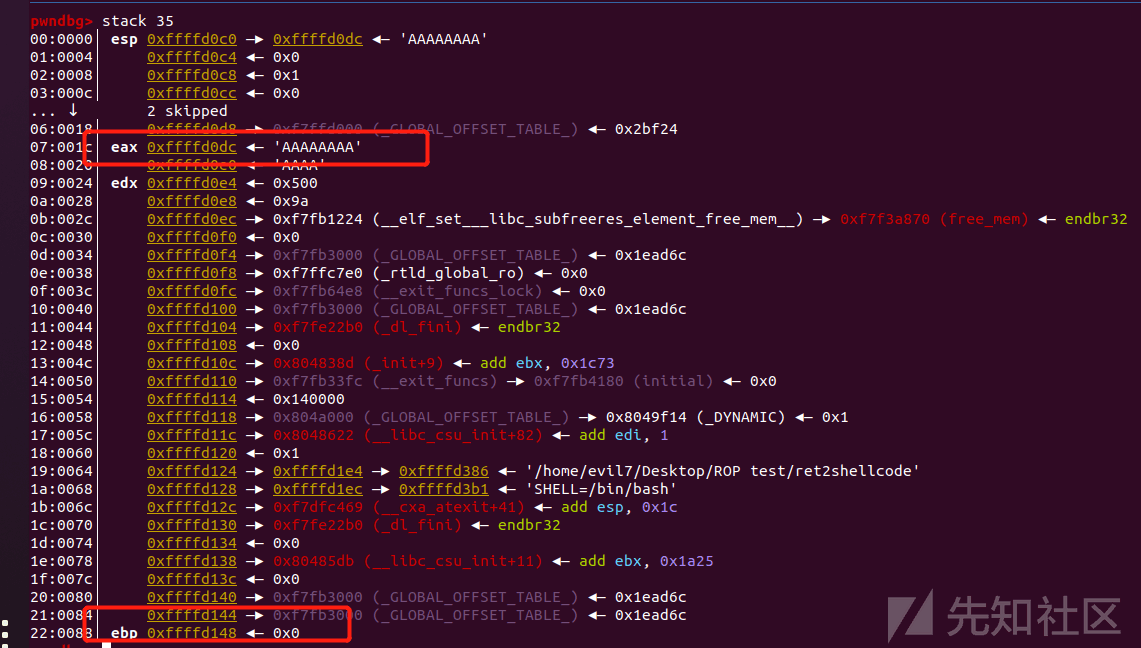 pwndbg> stack 35
00:0000│ esp 0xffffd0c0 —▸ 0xffffd0dc ◂— 'AAAAAAAA'
01:0004│ 0xffffd0c4 ◂— 0x0
02:0008│ 0xffffd0c8 ◂— 0x1
03:000c│ 0xffffd0cc ◂— 0x0
... ↓ 2 skipped
06:0018│ 0xffffd0d8 —▸ 0xf7ffd000 (_GLOBAL_OFFSET_TABLE_) ◂— 0x2bf24
07:001c│ eax 0xffffd0dc ◂— 'AAAAAAAA'
08:0020│ 0xffffd0e0 ◂— 'AAAA'
09:0024│ edx 0xffffd0e4 ◂— 0x500
0a:0028│ 0xffffd0e8 ◂— 0x9a
0b:002c│ 0xffffd0ec —▸ 0xf7fb1224 (__elf_set___libc_subfreeres_element_free_mem__) —▸ 0xf7f3a870 (free_mem) ◂— endbr32
0c:0030│ 0xffffd0f0 ◂— 0x0
0d:0034│ 0xffffd0f4 —▸ 0xf7fb3000 (_GLOBAL_OFFSET_TABLE_) ◂— 0x1ead6c
0e:0038│ 0xffffd0f8 —▸ 0xf7ffc7e0 (_rtld_global_ro) ◂— 0x0
0f:003c│ 0xffffd0fc —▸ 0xf7fb64e8 (__exit_funcs_lock) ◂— 0x0
10:0040│ 0xffffd100 —▸ 0xf7fb3000 (_GLOBAL_OFFSET_TABLE_) ◂— 0x1ead6c
11:0044│ 0xffffd104 —▸ 0xf7fe22b0 (_dl_fini) ◂— endbr32
12:0048│ 0xffffd108 ◂— 0x0
13:004c│ 0xffffd10c —▸ 0x804838d (_init+9) ◂— add ebx, 0x1c73
14:0050│ 0xffffd110 —▸ 0xf7fb33fc (__exit_funcs) —▸ 0xf7fb4180 (initial) ◂— 0x0
15:0054│ 0xffffd114 ◂— 0x140000
16:0058│ 0xffffd118 —▸ 0x804a000 (_GLOBAL_OFFSET_TABLE_) —▸ 0x8049f14 (_DYNAMIC) ◂— 0x1
17:005c│ 0xffffd11c —▸ 0x8048622 (__libc_csu_init+82) ◂— add edi, 1
18:0060│ 0xffffd120 ◂— 0x1
19:0064│ 0xffffd124 —▸ 0xffffd1e4 —▸ 0xffffd386 ◂— '/home/evil7/Desktop/ROP test/ret2shellcode'
1a:0068│ 0xffffd128 —▸ 0xffffd1ec —▸ 0xffffd3b1 ◂— 'SHELL=/bin/bash'
1b:006c│ 0xffffd12c —▸ 0xf7dfc469 (__cxa_atexit+41) ◂— add esp, 0x1c
1c:0070│ 0xffffd130 —▸ 0xf7fe22b0 (_dl_fini) ◂— endbr32
1d:0074│ 0xffffd134 ◂— 0x0
1e:0078│ 0xffffd138 —▸ 0x80485db (__libc_csu_init+11) ◂— add ebx, 0x1a25
1f:007c│ 0xffffd13c ◂— 0x0
20:0080│ 0xffffd140 —▸ 0xf7fb3000 (_GLOBAL_OFFSET_TABLE_) ◂— 0x1ead6c
21:0084│ 0xffffd144 —▸ 0xf7fb3000 (_GLOBAL_OFFSET_TABLE_) ◂— 0x1ead6c
22:0088│ ebp 0xffffd148 ◂— 0x0
先知社区